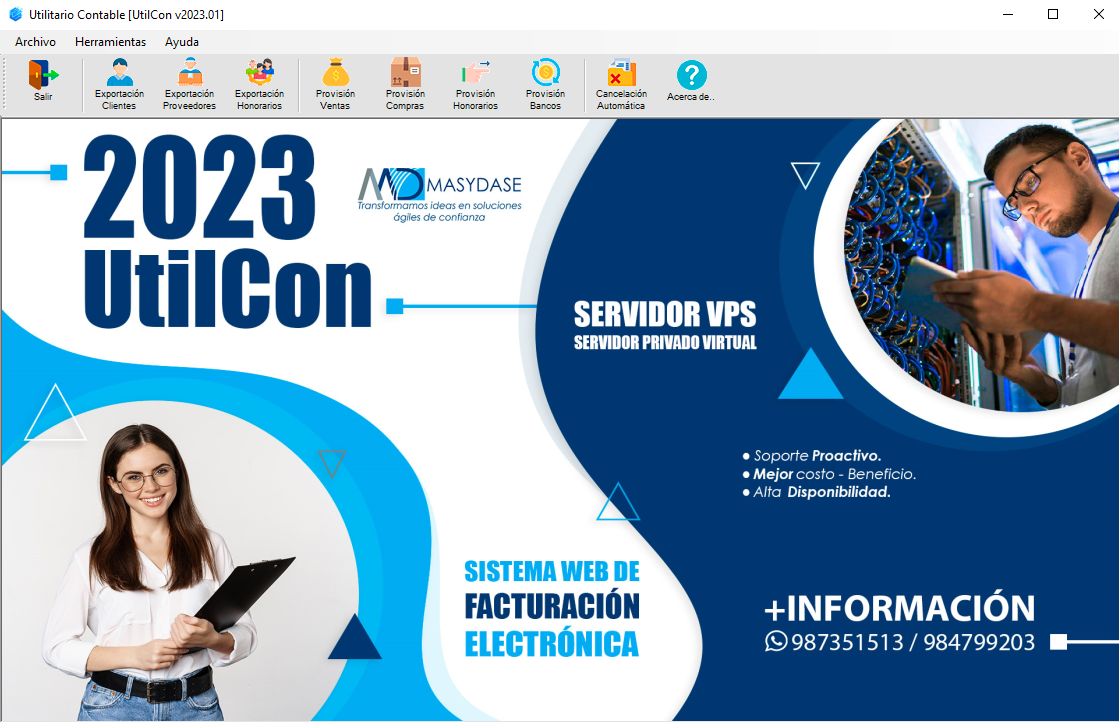 Utilitario Contable [UtilCon v2023.01]
Archivo Herramientas Ayuda
Salir
Exportación
Clientes
Exportación
Proveedores
Exportación
Honorarios
Provisión
Ventas
Provisión
Compras
Provisión
Honorarios
Provisión
Bancos
Cancelación
Automática
Acerca de..
2023
UtilCon
MD MASYDASE
Transformamos ideas en soluciones
ágiles de confianza
SERVIDOR VPS
SERVIDOR PRIVADO VIRTUAL
● Soporte Proactivo.
● Mejor costo - Beneficio.
● Alta Disponibilidad.
SISTEMA WEB DE
FACTURACIÓN
ELECTRÓNICA
+INFORMACIÓN
987351513 / 984799203